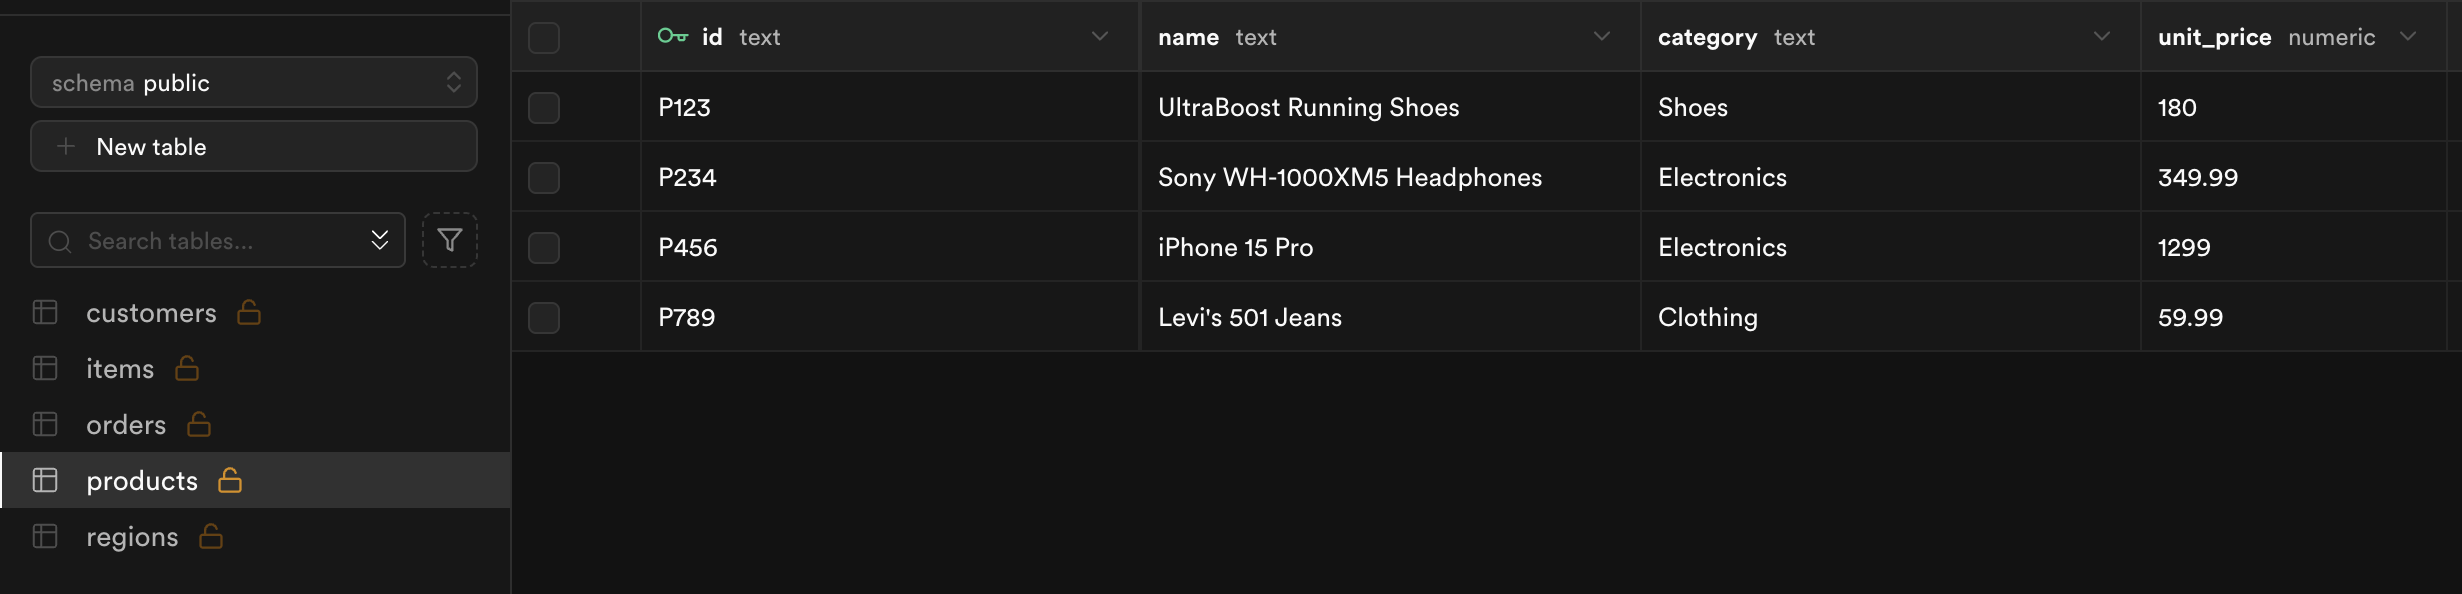 schema public
New table
Search tables...
customers
items
orders
products
regions
id text name text category text unit_price numeric
P123 UltraBoost Running Shoes Shoes 180
P234 Sony WH-1000XM5 Headphones Electronics 349.99
P456 iPhone 15 Pro Electronics 1299
P789 Levi's 501 Jeans Clothing 59.99